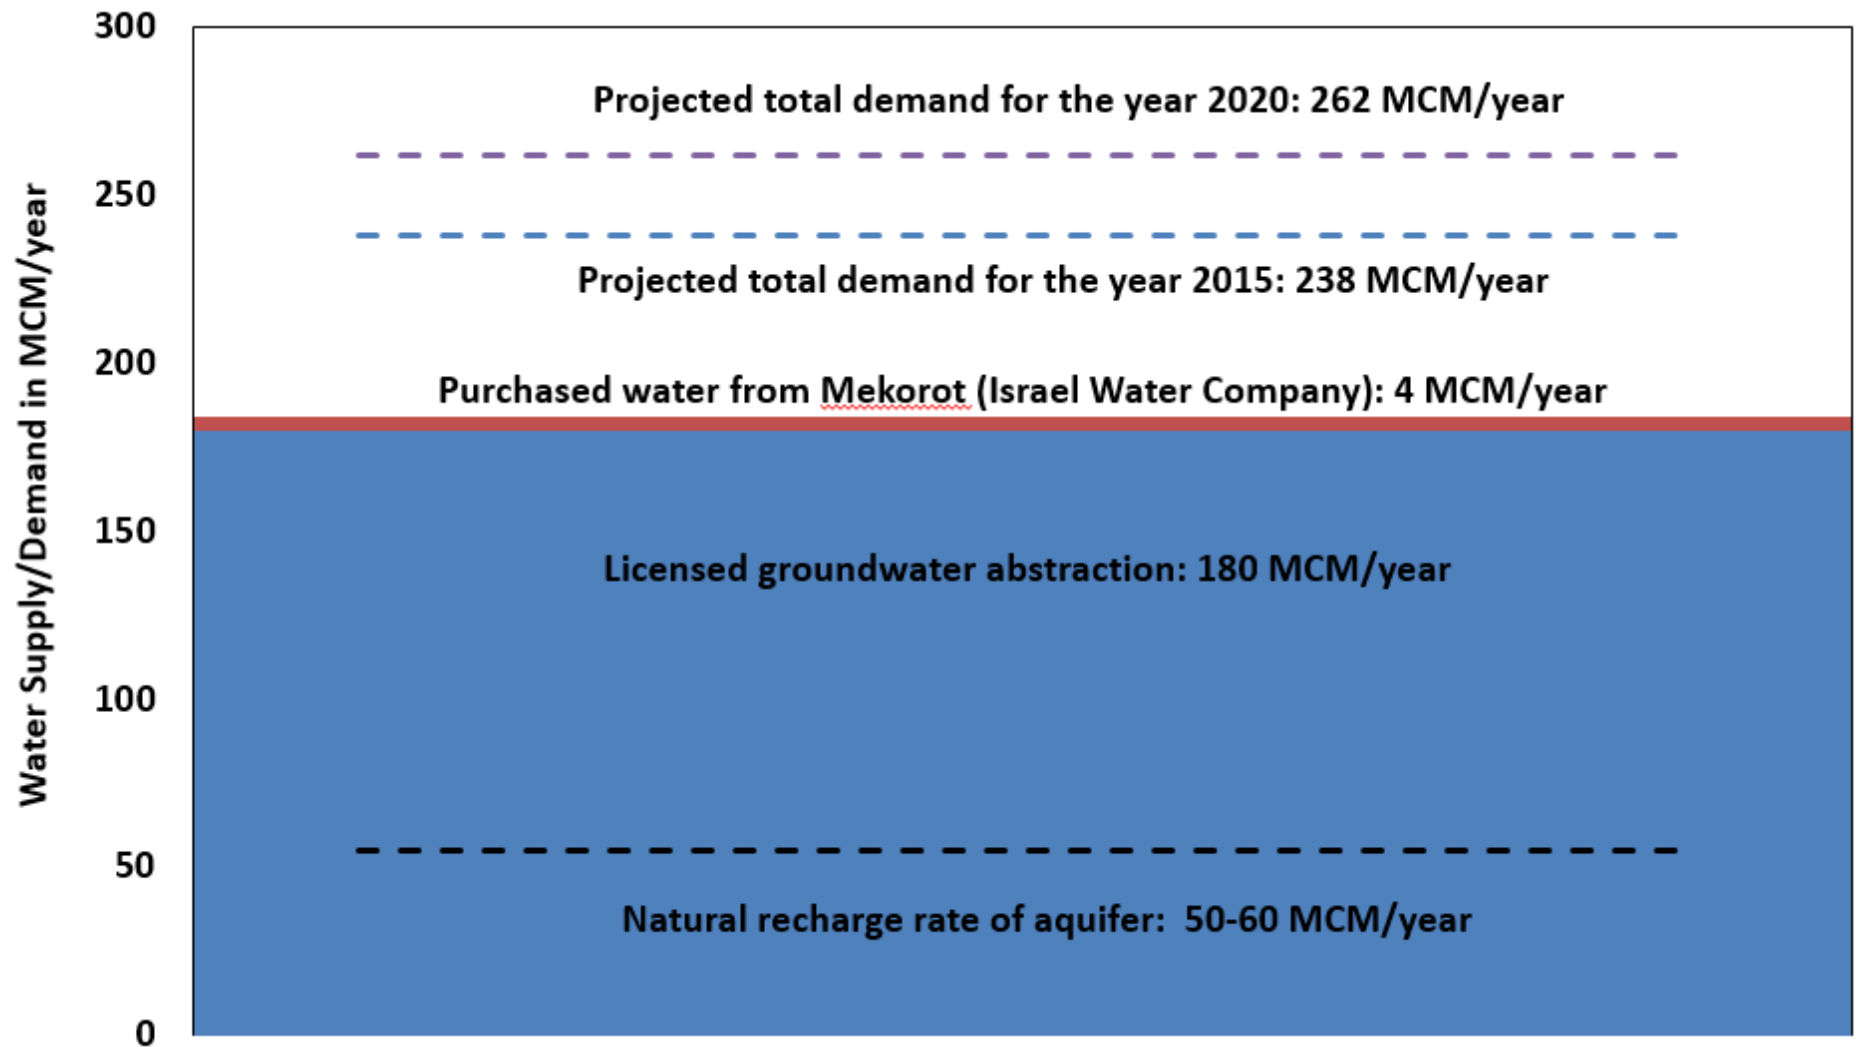 300
Projected total demand for the year 2020: 262 MCM/year
250
Projected total demand for the year 2015: 238 MCM/year
200
Purchased water from Mekorot (Israel Water Company): 4 MCM/year
150
Licensed groundwater abstraction: 180 MCM/year
100
50
Natural recharge rate of aquifer: 50-60 MCM/year
0
Water Supply/Demand in MCM/year